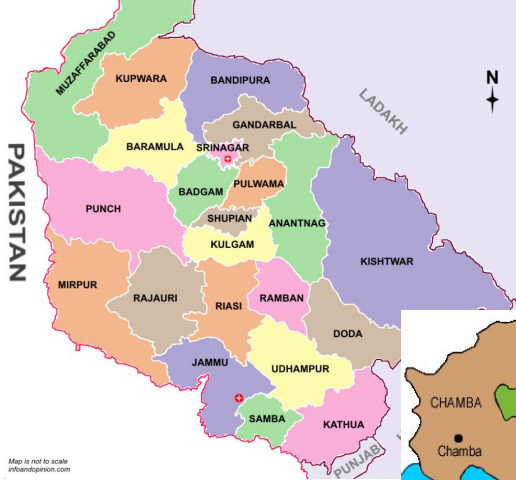 MUZAFFARABAD
KUPWARA
BANDIPURA
N
LADAKH
GANDARBAL
BARAMULA
SRINAGAR
PAKISTAN
BADGAM
PULWAMA
PUNCH
SHUPIAN
ANANTNAG
KULGAM
KISHTWAR
MIRPUR
RAJAURI
RIASI
RAMBAN
DODA
JAMMU
UDHAMPUR
CHAMBA
SAMBA
KATHUA
Chamba
PUNJAB
Map is not to scale
infoandopinion.com